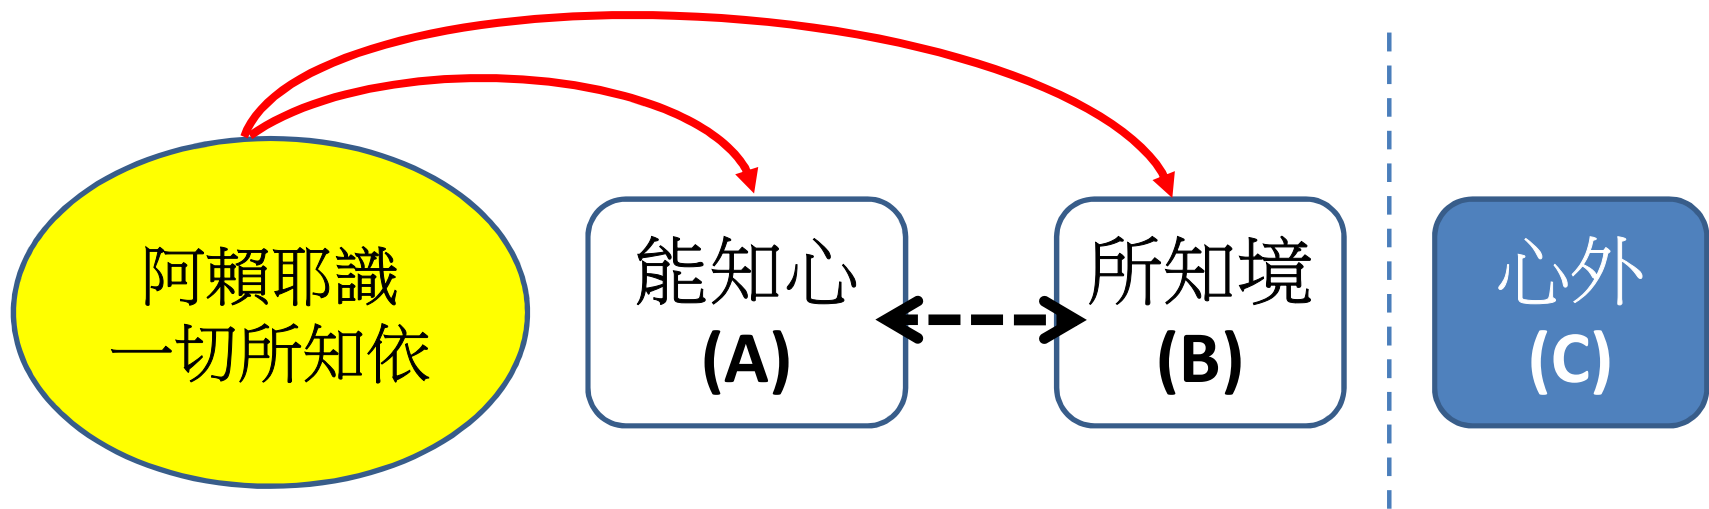 阿賴耶識
一切所知依
能知心
(A)
所知境
(B)
心外
(C)